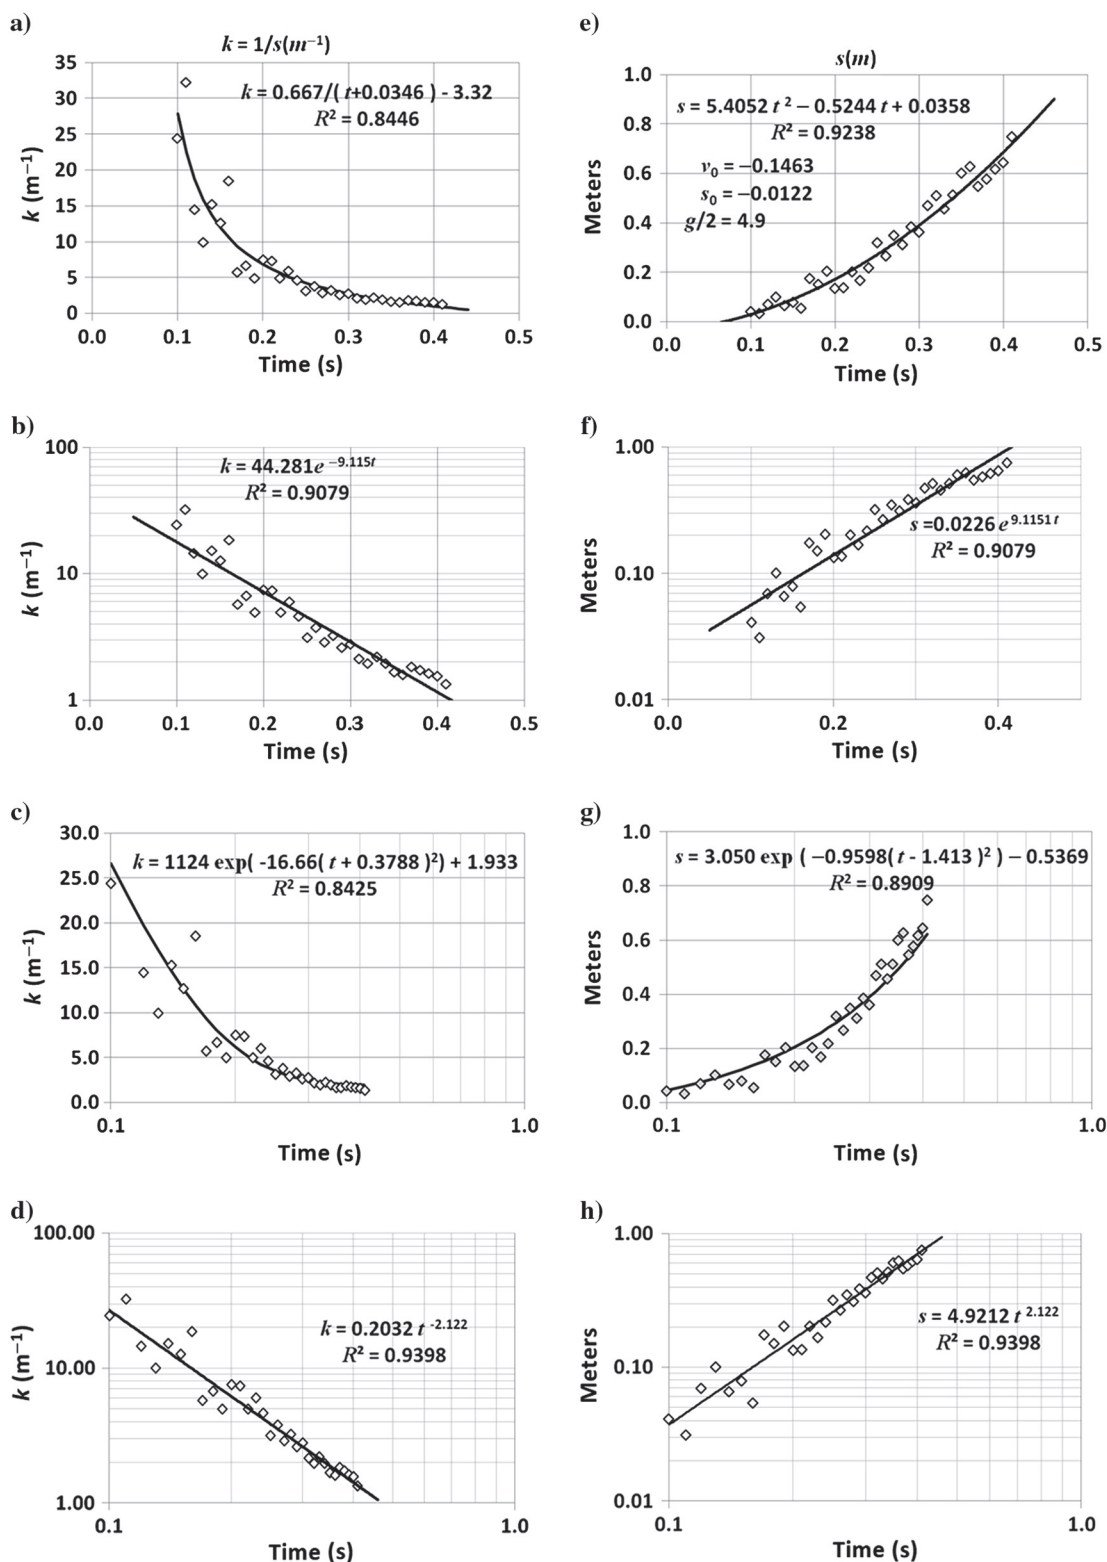 a)
k = 1/s(m⁻¹)
35
30
25
20
15
10
5
0
k (m⁻¹)
k = 0.667/( t+0.0346 ) - 3.32
R² = 0.8446
0.0 0.1 0.2 0.3 0.4 0.5
Time (s)
e)
s(m)
1.0
0.8
0.6
0.4
0.2
0.0
Meters
s = 5.4052 t ² − 0.5244 t + 0.0358
R² = 0.9238
v₀ = −0.1463
s₀ = −0.0122
g/2 = 4.9
0.0 0.1 0.2 0.3 0.4 0.5
Time (s)
b)
100
10
1
k (m⁻¹)
k = 44.281e ^−9.115t
R² = 0.9079
0.0 0.1 0.2 0.3 0.4 0.5
Time (s)
f)
1.00
0.10
0.01
Meters
s =0.0226 e^9.1151 t
R² = 0.9079
0.0 0.2 0.4
Time (s)
c)
30.0
25.0
20.0
15.0
10.0
5.0
0.0
k (m⁻¹)
k = 1124 exp( -16.66( t + 0.3788 )²) + 1.933
R² = 0.8425
0.1 1.0
Time (s)
g)
1.0
0.8
0.6
0.4
0.2
0.0
Meters
s = 3.050 exp ( −0.9598( t - 1.413 )² ) − 0.5369
R² = 0.8909
0.1 1.0
Time (s)
d)
100.00
10.00
1.00
k (m⁻¹)
k = 0.2032 t ^-2.122
R² = 0.9398
0.1 1.0
Time (s)
h)
1.00
0.10
0.01
Meters
s = 4.9212 t ^2.122
R² = 0.9398
0.1 1.0
Time (s)